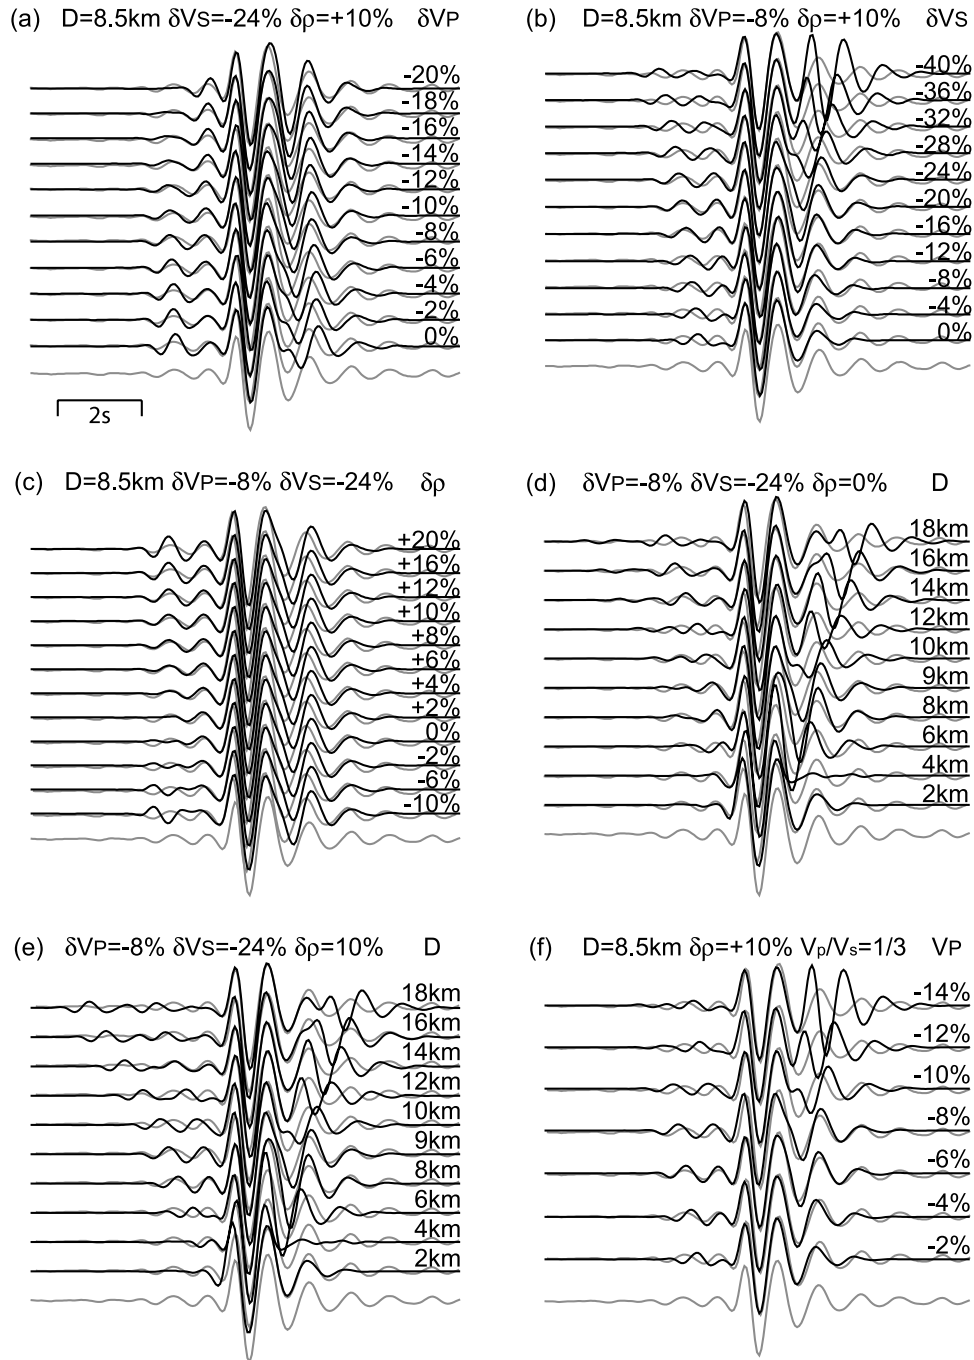 (a) D=8.5km δVS=-24% δρ=+10% δVP
-20%
-18%
-16%
-14%
-12%
-10%
-8%
-6%
-4%
-2%
0%
2s
(b) D=8.5km δVP=-8% δρ=+10% δVS
-40%
-36%
-32%
-28%
-24%
-20%
-16%
-12%
-8%
-4%
0%
(c) D=8.5km δVP=-8% δVS=-24% δρ
+20%
+16%
+12%
+10%
+8%
+6%
+4%
+2%
0%
-2%
-6%
-10%
(d) δVP=-8% δVS=-24% δρ=0% D
18km
16km
14km
12km
10km
9km
8km
6km
4km
2km
(e) δVP=-8% δVS=-24% δρ=10% D
18km
16km
14km
12km
10km
9km
8km
6km
4km
2km
(f) D=8.5km δρ=+10% Vp/Vs=1/3 VP
-14%
-12%
-10%
-8%
-6%
-4%
-2%